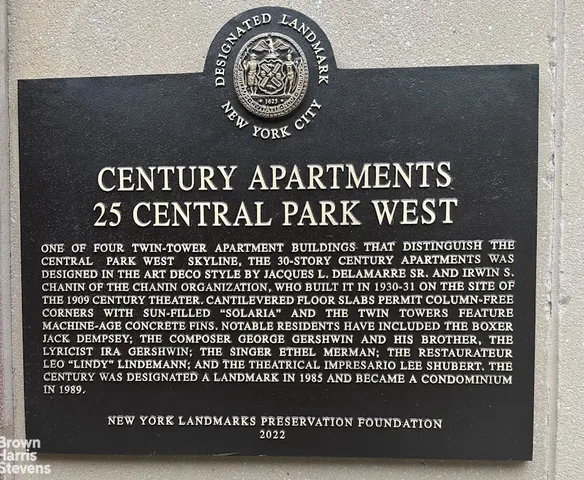 DESIGNATED LANDMARK
1625
NEW YORK CITY
CENTURY APARTMENTS
25 CENTRAL PARK WEST
ONE OF FOUR TWIN-TOWER APARTMENT BUILDINGS THAT DISTINGUISH THE
CENTRAL PARK WEST SKYLINE, THE 30-STORY CENTURY APARTMENTS WAS
DESIGNED IN THE ART DECO STYLE BY JACQUES L. DELAMARRE SR. AND IRWIN S.
CHANIN OF THE CHANIN ORGANIZATION, WHO BUILT IT IN 1930-31 ON THE SITE OF
THE 1909 CENTURY THEATER. CANTILEVERED FLOOR SLABS PERMIT COLUMN-FREE
CORNERS WITH SUN-FILLED "SOLARIA" AND THE TWIN TOWERS FEATURE
MACHINE-AGE CONCRETE FINS. NOTABLE RESIDENTS HAVE INCLUDED THE BOXER
JACK DEMPSEY; THE COMPOSER GEORGE GERSHWIN AND HIS BROTHER, THE
LYRICIST IRA GERSHWIN; THE SINGER ETHEL MERMAN; THE RESTAURATEUR
LEO "LINDY" LINDEMANN; AND THE THEATRICAL IMPRESARIO LEE SHUBERT. THE
CENTURY WAS DESIGNATED A LANDMARK IN 1985 AND BECAME A CONDOMINIUM
IN 1989.
NEW YORK LANDMARKS PRESERVATION FOUNDATION
2022
Brown
Harris
Stevens